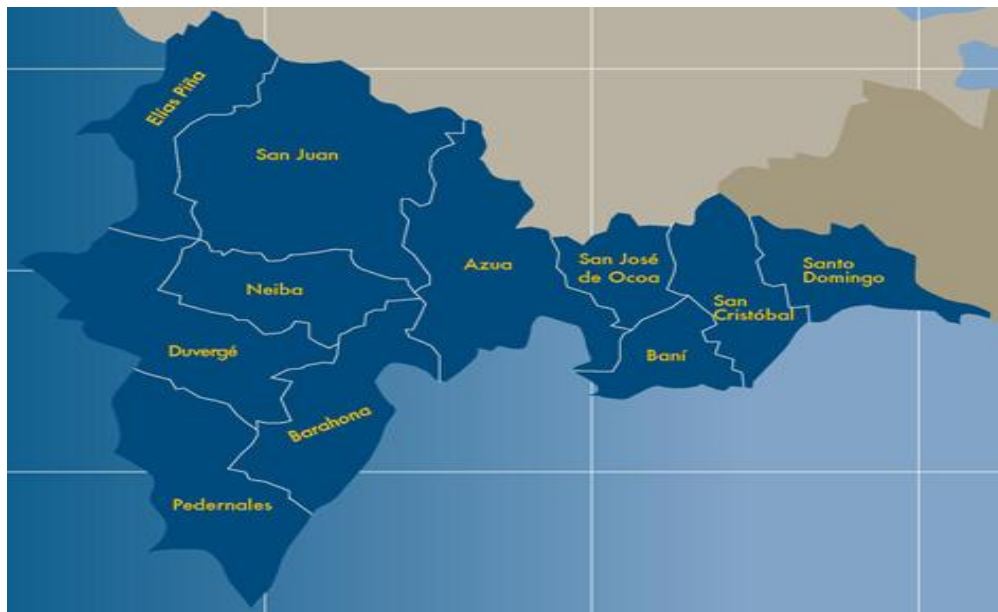 Elías Piña
San Juan
Azua
San José
de Ocoa
Santo
Domingo
Neiba
San
Cristóbal
Duvergé
Baní
Barahona
Pedernales